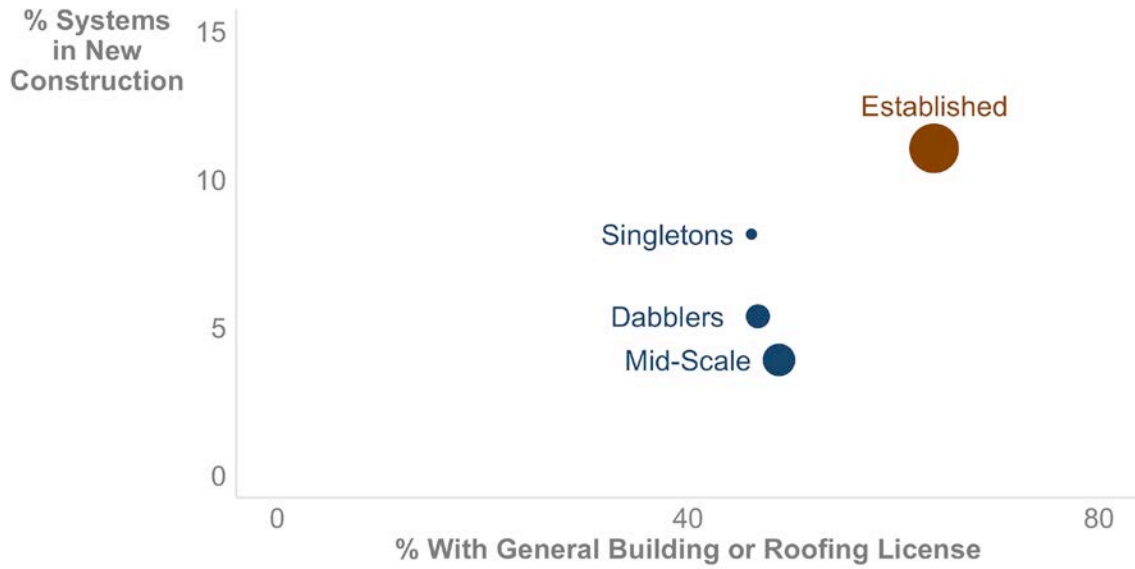 % Systems
in New
Construction
15
Established
10
Singletons
5
Dabblers
Mid-Scale
0
0 40 80
% With General Building or Roofing License